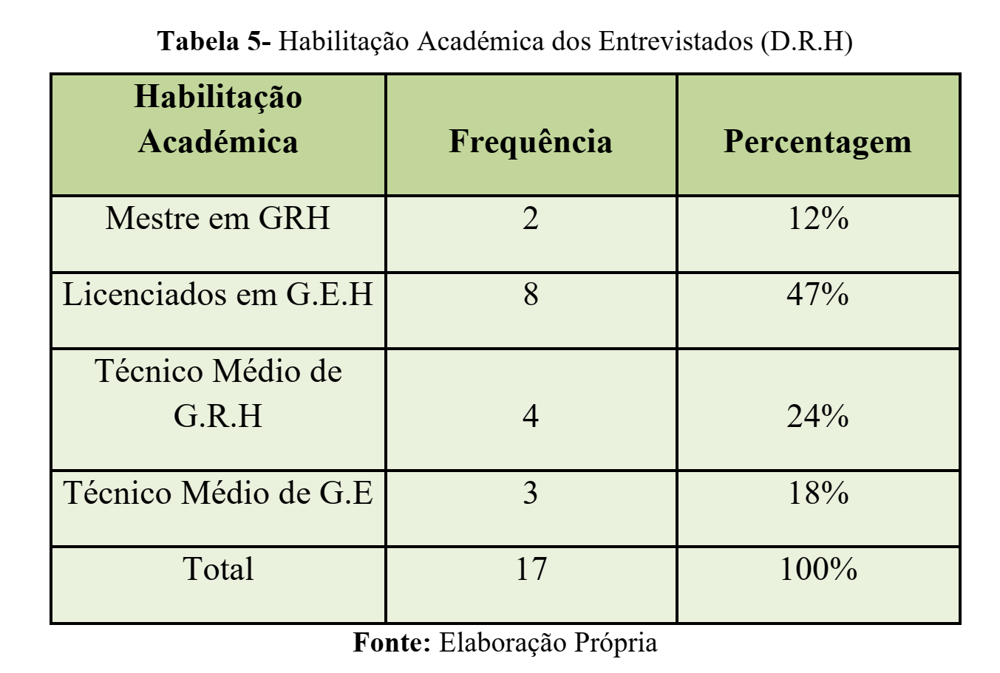 Tabela 5- Habilitação Académica dos Entrevistados (D.R.H)
Habilitação
Académica Frequência Percentagem
Mestre em GRH 2 12%
Licenciados em G.E.H 8 47%
Técnico Médio de
G.R.H 4 24%
Técnico Médio de G.E 3 18%
Total 17 100%
Fonte: Elaboração Própria